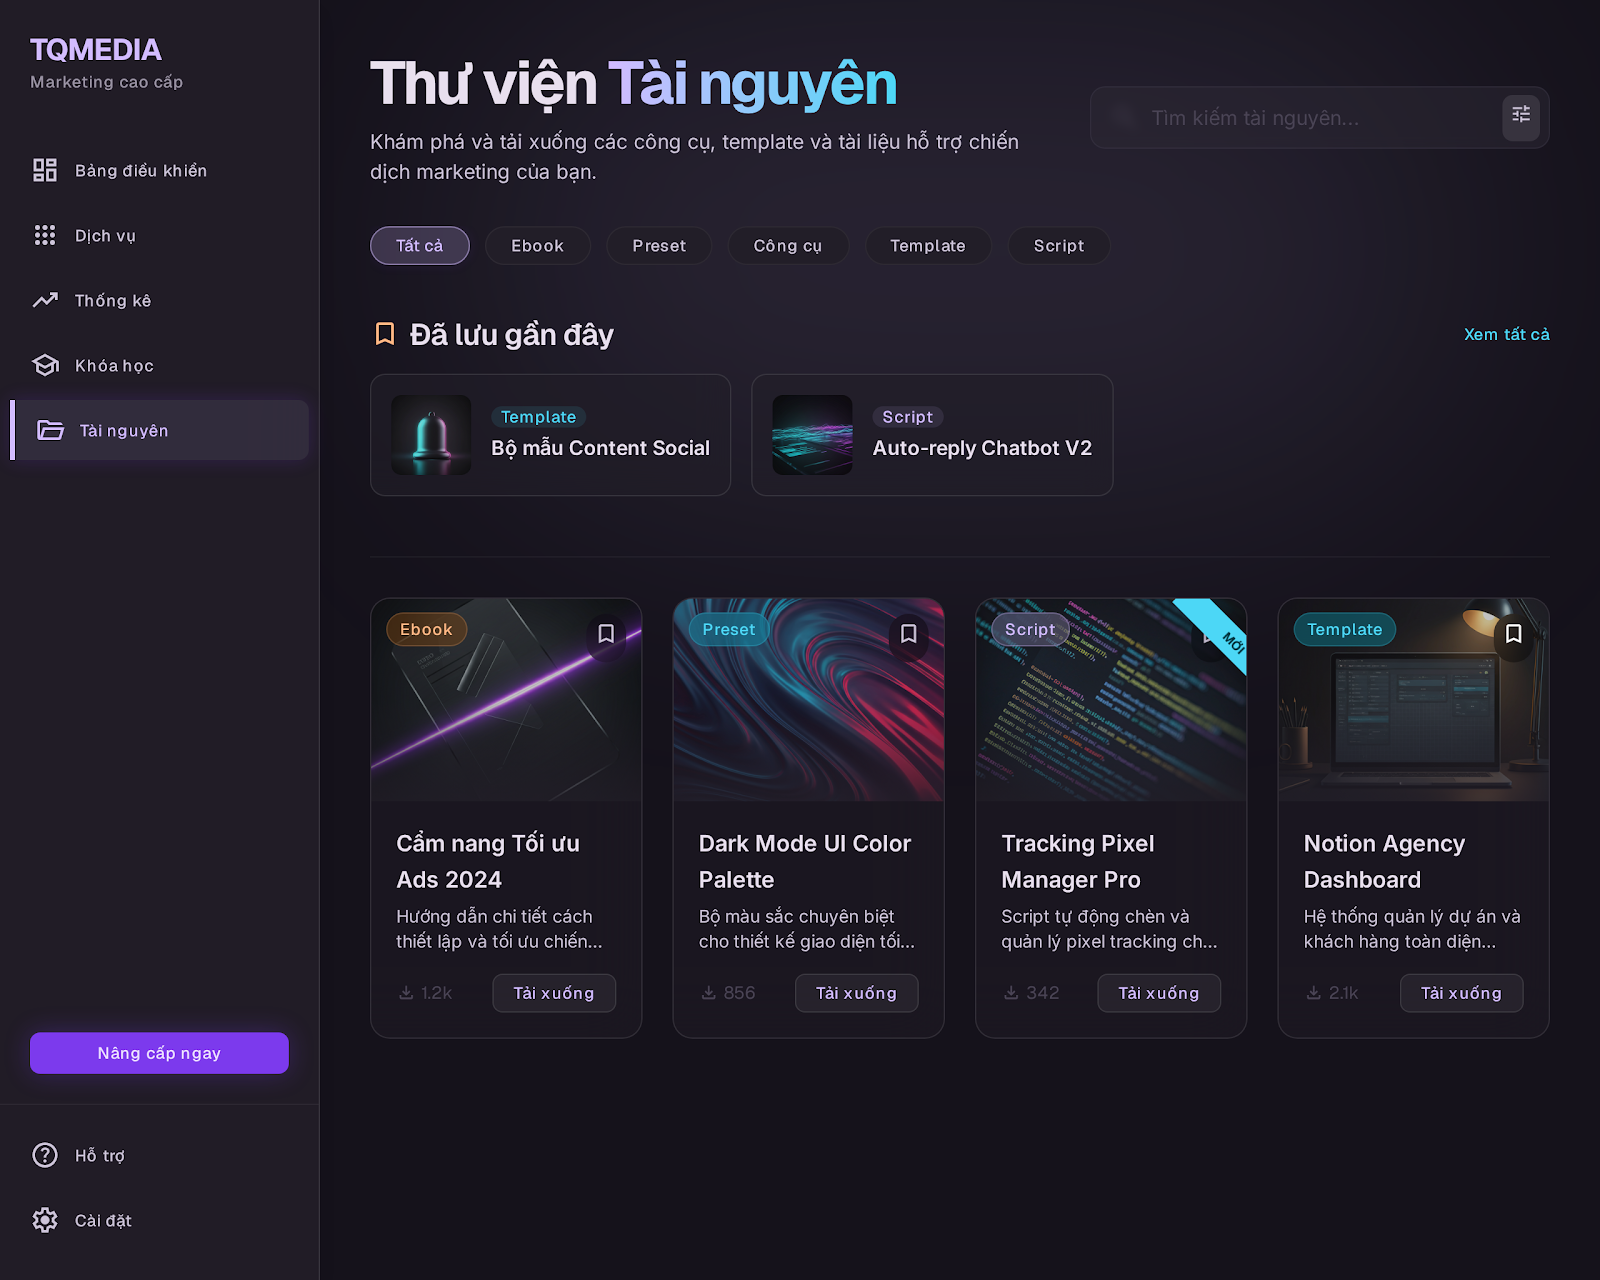 TQMEDIA
Marketing cao cấp
Bảng điều khiển
Dịch vụ
Thống kê
Khóa học
Tài nguyên
Nâng cấp ngay
Hỗ trợ
Cài đặt
Thư viện Tài nguyên
Khám phá và tải xuống các công cụ, template và tài liệu hỗ trợ chiến
dịch marketing của bạn.
Tìm kiếm tài nguyên...
Tất cả
Ebook
Preset
Công cụ
Template
Script
Đã lưu gần đây
Xem tất cả
Template
Bộ mẫu Content Social
Script
Auto-reply Chatbot V2
Ebook
Cẩm nang Tối ưu
Ads 2024
Hướng dẫn chi tiết cách
thiết lập và tối ưu chiến...
1.2k
Tải xuống
Preset
Dark Mode UI Color
Palette
Bộ màu sắc chuyên biệt
cho thiết kế giao diện tối...
856
Tải xuống
Script
MỚI
Tracking Pixel
Manager Pro
Script tự động chèn và
quản lý pixel tracking ch...
342
Tải xuống
Template
Notion Agency
Dashboard
Hệ thống quản lý dự án và
khách hàng toàn diện...
2.1k
Tải xuống